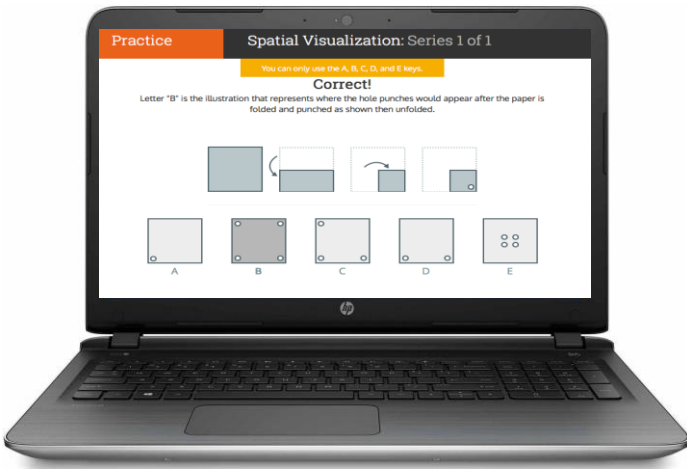 Practice
Spatial Visualization: Series 1 of 1
You can only use the A, B, C, D, and E keys.
Correct!
Letter "B" is the illustration that represents where the hole punches would appear after the paper is
folded and punched as shown then unfolded.
A B C D E
hp